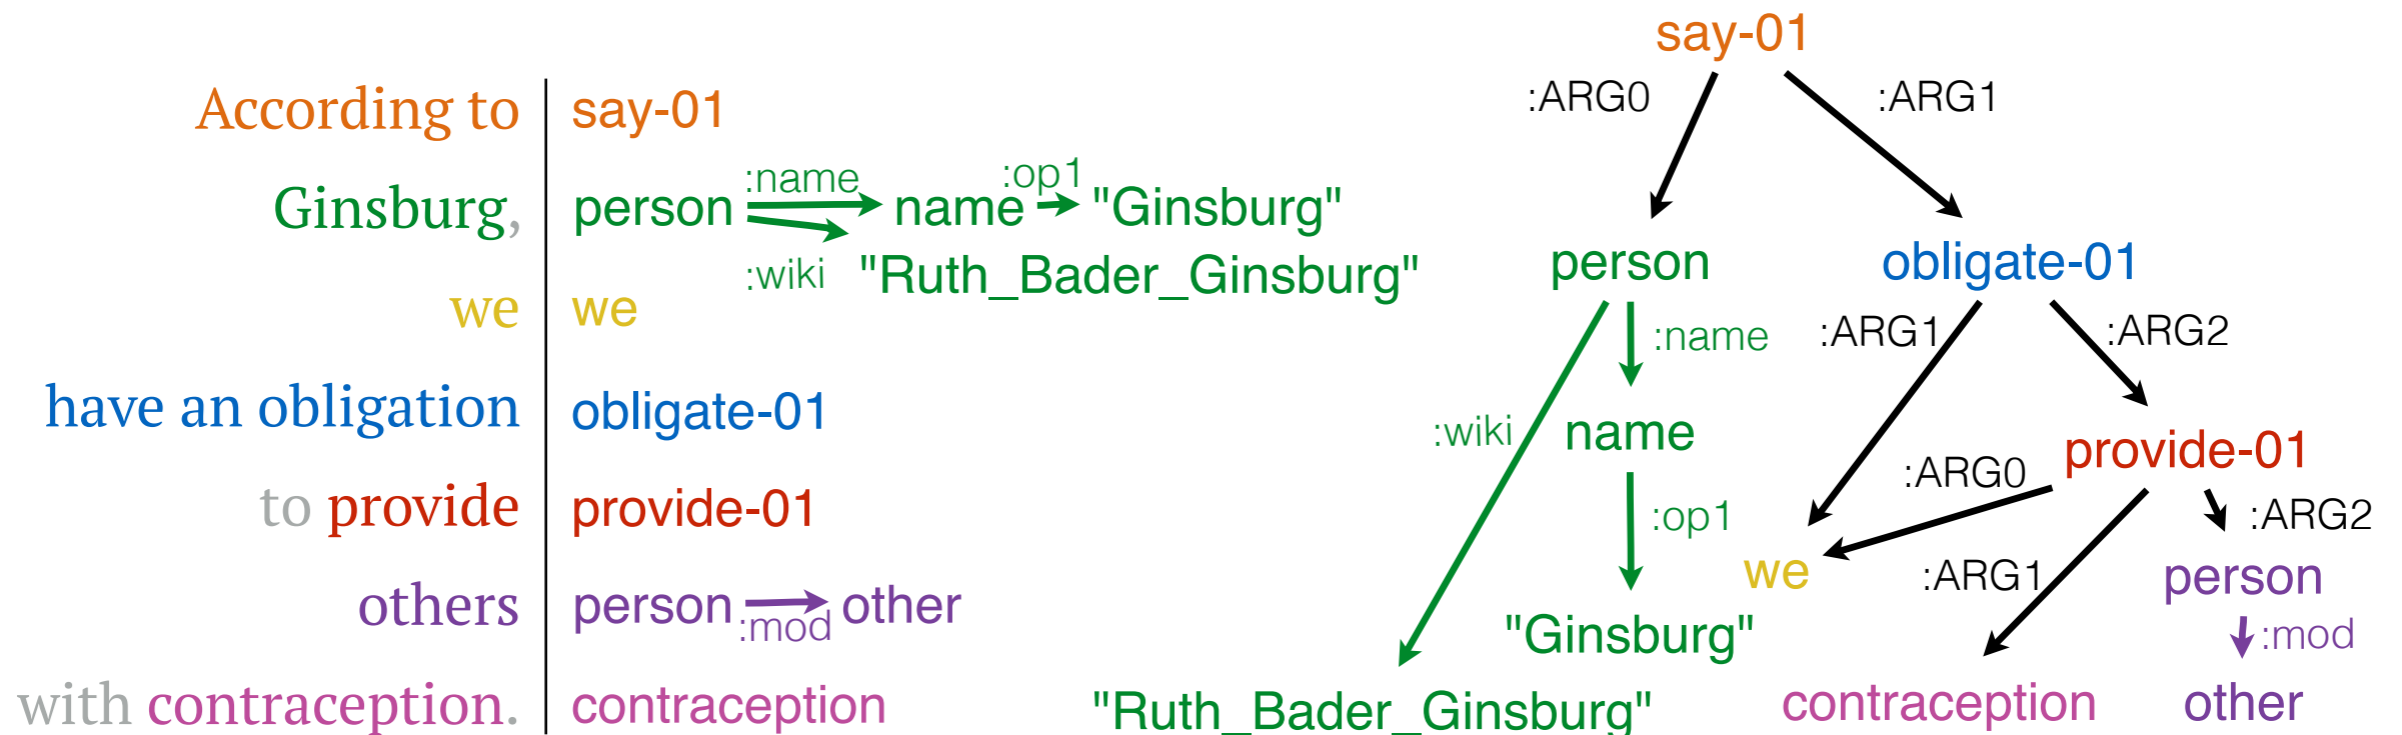 According to say-01
Ginsburg, person :name name :op1 "Ginsburg"
:wiki "Ruth_Bader_Ginsburg"
we we
have an obligation obligate-01
to provide provide-01
others person :mod other
with contraception. contraception
say-01
:ARG0 :ARG1
person obligate-01
:name :ARG1 :ARG2
:wiki name provide-01
:ARG0
:op1 :ARG2
we :ARG1 person
"Ginsburg" :mod
"Ruth_Bader_Ginsburg" contraception other